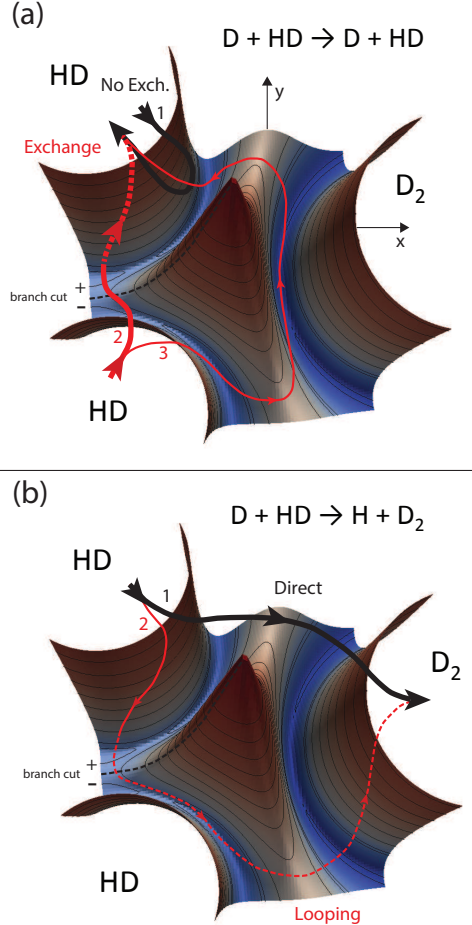 (a)
D + HD → D + HD
HD
No Exch.
1
y
Exchange
D2
x
+
branch cut
-
2
3
HD
(b)
D + HD → H + D2
HD
1
Direct
2
D2
+
branch cut
-
HD
Looping